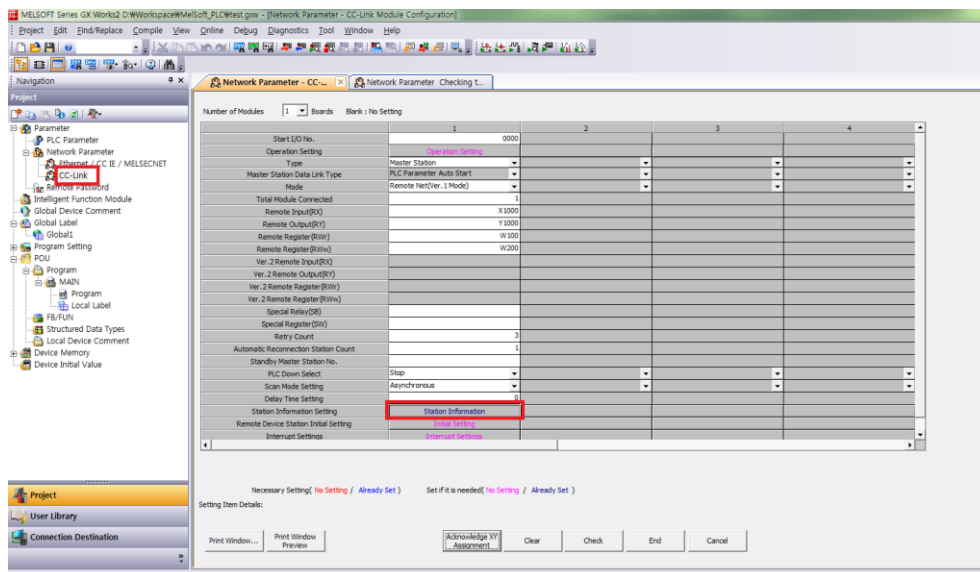 MELSOFT Series GX Works2 D:₩Workspace₩MelSoft_PLC₩test.gxw - [Network Parameter - CC-Link Module Configuration]
Project Edit Find/Replace Compile View Online Debug Diagnostics Tool Window Help
Navigation
Network Parameter - CC-...
Network Parameter Checking t...
Project
Parameter
PLC Parameter
Network Parameter
Ethernet / CC IE / MELSECNET
CC-Link
Remote Password
Intelligent Function Module
Global Device Comment
Global Label
Global1
Program Setting
POU
Program
MAIN
Program
Local Label
FB/FUN
Structured Data Types
Local Device Comment
Device Memory
Device Initial Value
Project
User Library
Connection Destination
Number of Modules 1 Boards Blank : No Setting
1 2 3 4
Start I/O No. 0000
Operation Setting Operation Setting
Type Master Station
Master Station Data Link Type PLC Parameter Auto Start
Mode Remote Net(Ver.1 Mode)
Total Module Connected 1
Remote Input(RX) X1000
Remote Output(RY) Y1000
Remote Register(RWr) W100
Remote Register(RWw) W200
Ver.2 Remote Input(RX)
Ver.2 Remote Output(RY)
Ver.2 Remote Register(RWr)
Ver.2 Remote Register(RWw)
Special Relay(SB)
Special Register(SW)
Retry Count 3
Automatic Reconnection Station Count 1
Standby Master Station No.
PLC Down Select Stop
Scan Mode Setting Asynchronous
Delay Time Setting 0
Station Information Setting Station Information
Remote Device Station Initial Setting Initial Setting
Interrupt Settings Interrupt Settings
Necessary Setting( No Setting / Already Set ) Set if it is needed( No Setting / Already Set )
Setting Item Details:
Print Window... Print Window Preview Acknowledge XY Assignment Clear Check End Cancel